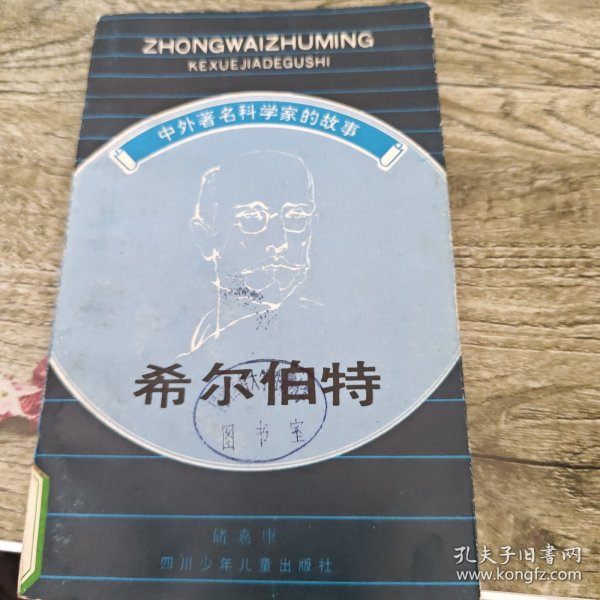 ZHONGWAIZHUMING
KEXUEJIADEGUSHI
中外著名科学家的故事
希尔伯特
图书室
储嘉康
四川少年儿童出版社
孔夫子旧书网
www.kongfz.com